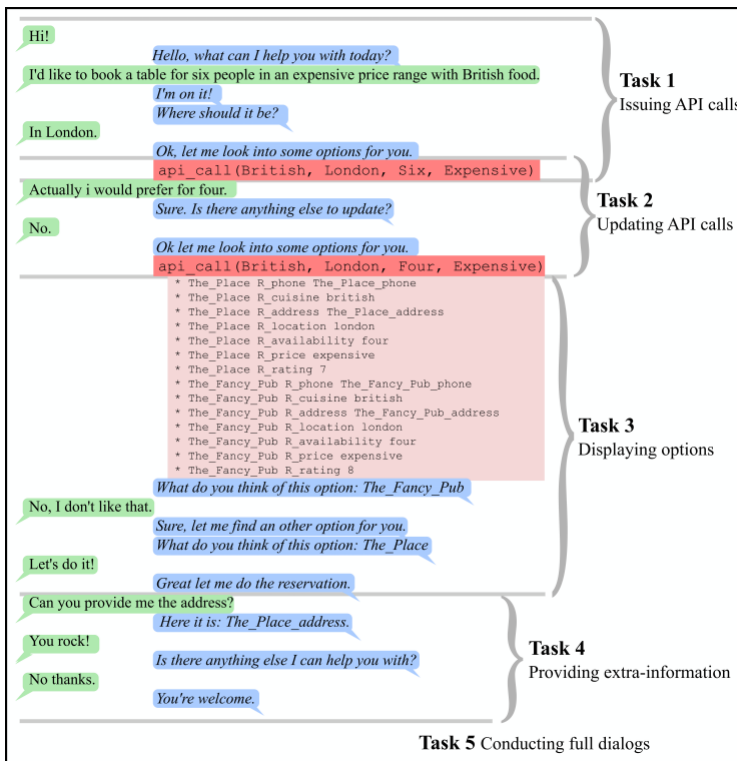 Hi!
Hello, what can I help you with today?
I'd like to book a table for six people in an expensive price range with British food.
I'm on it!
Where should it be?
In London.
Ok, let me look into some options for you.
api_call(British, London, Six, Expensive)
Task 1
Issuing API calls
Actually i would prefer for four.
Sure. Is there anything else to update?
No.
Ok let me look into some options for you.
api_call(British, London, Four, Expensive)
Task 2
Updating API calls
* The_Place R_phone The_Place_phone
* The_Place R_cuisine british
* The_Place R_address The_Place_address
* The_Place R_location london
* The_Place R_availability four
* The_Place R_price expensive
* The_Place R_rating 7
* The_Fancy_Pub R_phone The_Fancy_Pub_phone
* The_Fancy_Pub R_cuisine british
* The_Fancy_Pub R_address The_Fancy_Pub_address
* The_Fancy_Pub R_location london
* The_Fancy_Pub R_availability four
* The_Fancy_Pub R_price expensive
* The_Fancy_Pub R_rating 8
What do you think of this option: The_Fancy_Pub
No, I don't like that.
Sure, let me find an other option for you.
What do you think of this option: The_Place
Let's do it!
Great let me do the reservation.
Task 3
Displaying options
Can you provide me the address?
Here it is: The_Place_address.
You rock!
Is there anything else I can help you with?
No thanks.
You're welcome.
Task 4
Providing extra-information
Task 5 Conducting full dialogs